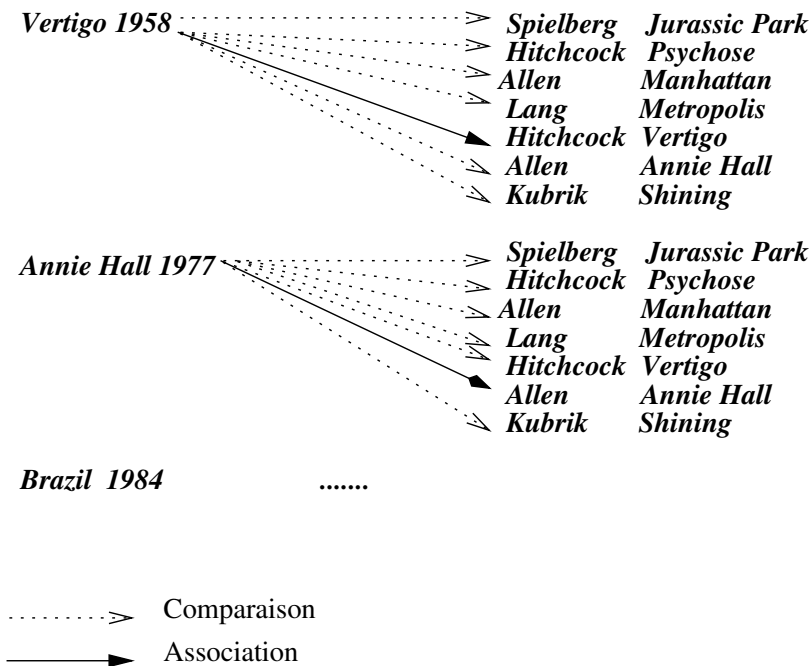 Vertigo 1958
Spielberg Jurassic Park
Hitchcock Psychose
Allen Manhattan
Lang Metropolis
Hitchcock Vertigo
Allen Annie Hall
Kubrik Shining
Annie Hall 1977
Spielberg Jurassic Park
Hitchcock Psychose
Allen Manhattan
Lang Metropolis
Hitchcock Vertigo
Allen Annie Hall
Kubrik Shining
Brazil 1984 .......
Comparaison
Association